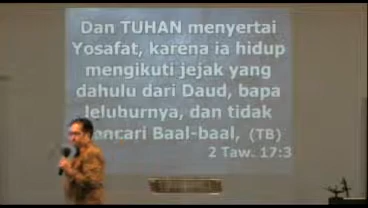 Dan TUHAN menyertai
Yosafat, karena ia hidup
mengikuti jejak yang
dahulu dari Daud, bapa
leluhurnya, dan tidak
encari Baal-baal, (TB)
2 Taw. 17:3